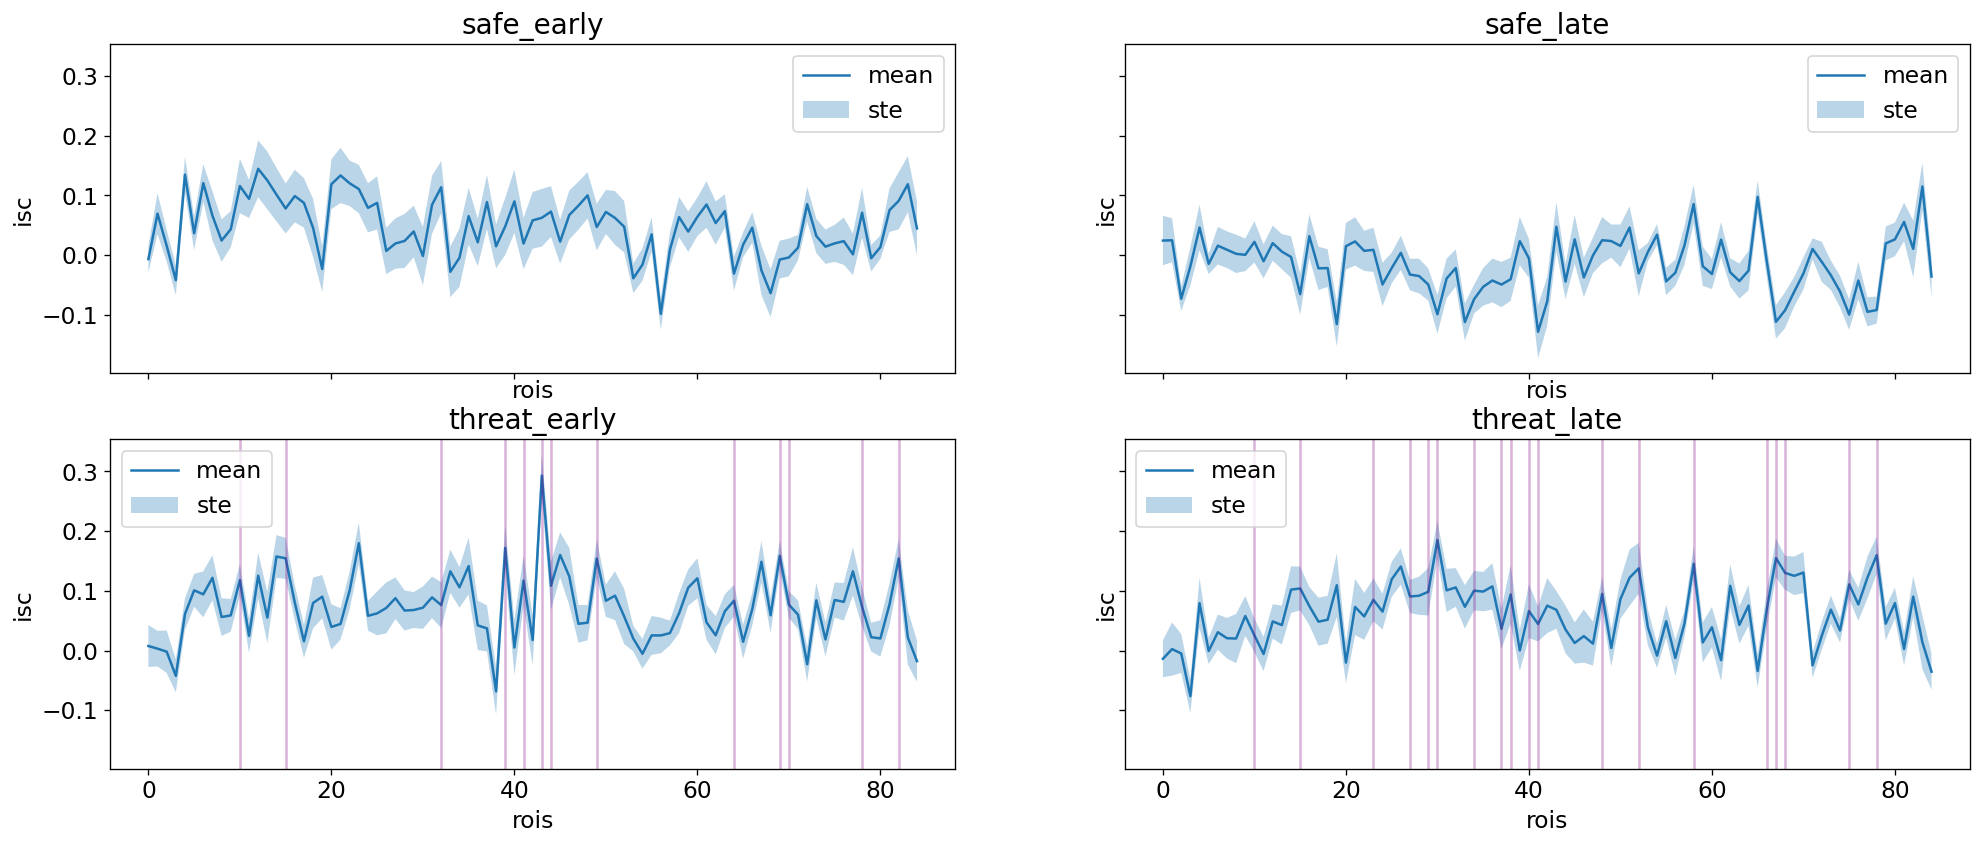 safe_early
safe_late
0.3
0.2
0.1
0.0
−0.1
isc
mean
ste
rois
isc
mean
ste
rois
threat_early
threat_late
0.3
0.2
0.1
0.0
−0.1
isc
mean
ste
0
20
40
60
80
rois
isc
mean
ste
0
20
40
60
80
rois